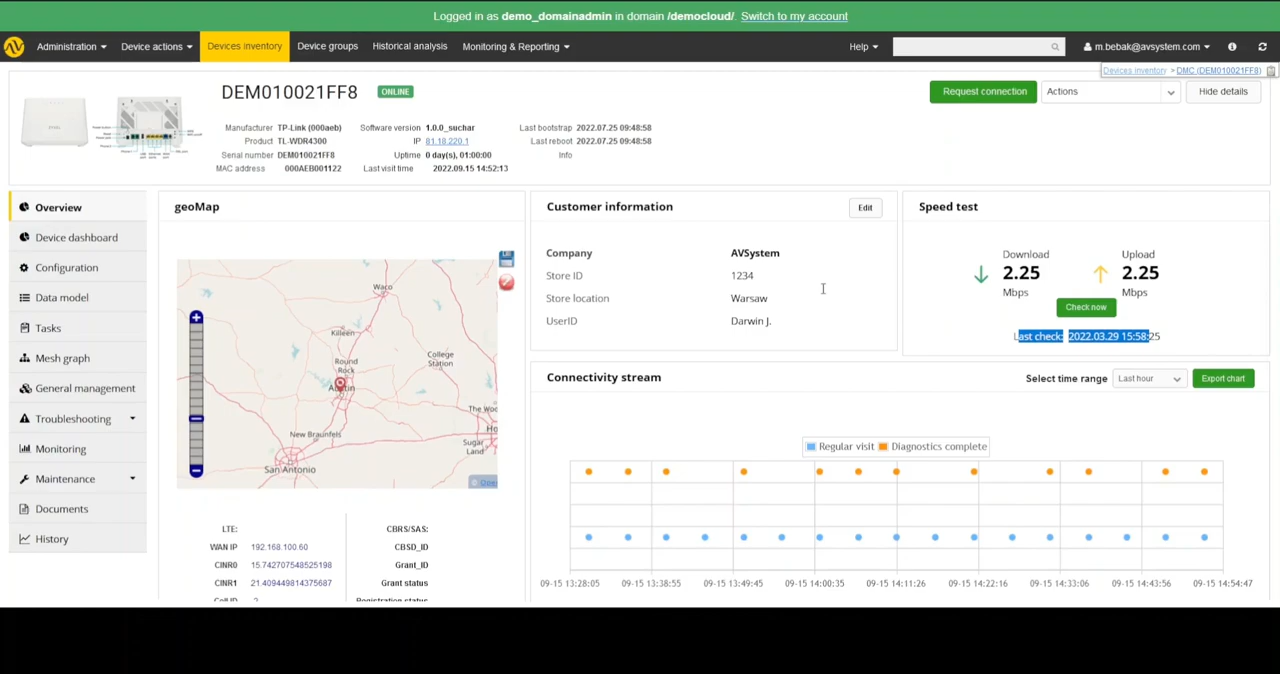 Logged in as demo_domainadmin in domain /democloud/. Switch to my account
Administration Device actions Devices inventory Device groups Historical analysis Monitoring & Reporting Help m.bebak@avsystem.com
Devices inventory > DMC (DEM010021FF8)
DEM010021FF8 ONLINE
Request connection Actions Hide details
Manufacturer TP-Link (000aeb) Software version 1.0.0_suchar Last bootstrap 2022.07.25 09:48:58
Product TL-WDR4300 IP 81.18.220.1 Last reboot 2022.07.25 09:48:58
Serial number DEM010021FF8 Uptime 0 day(s), 01:00:00 Info
MAC address 000AEB001122 Last visit time 2022.09.15 14:52:13
Overview
Device dashboard
Configuration
Data model
Tasks
Mesh graph
General management
Troubleshooting
Monitoring
Maintenance
Documents
History
geoMap
Waco
Killeen
College
Station
Round
Rock
Austin
New Braunfels
San Antonio
Sugar
Land
LTE: CBRS/SAS:
WAN IP 192.168.100.60 CBSD_ID
CINR0 15.742707548525198 Grant_ID
CINR1 21.409449814375687 Grant status
Customer information Edit
Company AVSystem
Store ID 1234
Store location Warsaw
UserID Darwin J.
Speed test
Download Upload
2.25 2.25
Mbps Mbps
Check now
Last check: 2022.03.29 15:58:25
Connectivity stream Select time range Last hour Export chart
Regular visit Diagnostics complete
09-15 13:28:05 09-15 13:38:55 09-15 13:49:45 09-15 14:00:35 09-15 14:11:26 09-15 14:22:16 09-15 14:33:06 09-15 14:43:56 09-15 14:54:47